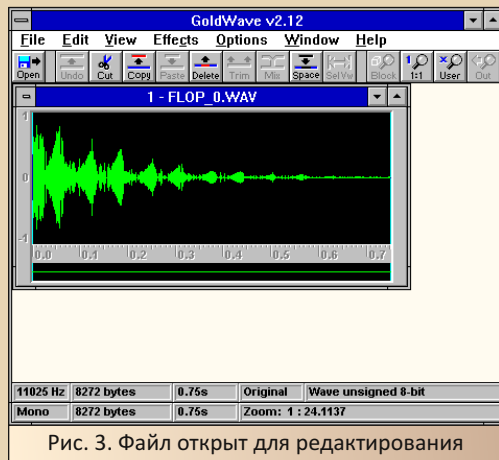 GoldWave v2.12
File Edit View Effects Options Window Help
Open Undo Cut Copy Paste Delete Trim Mix Space SelVw Block 1:1 User Out
1 - FLOP_0.WAV
1
0
-1
0.0 0.1 0.2 0.3 0.4 0.5 0.6 0.7
11025 Hz 8272 bytes 0.75s Original Wave unsigned 8-bit
Mono 8272 bytes 0.75s Zoom: 1 : 24.1137
Рис. 3. Файл открыт для редактирования